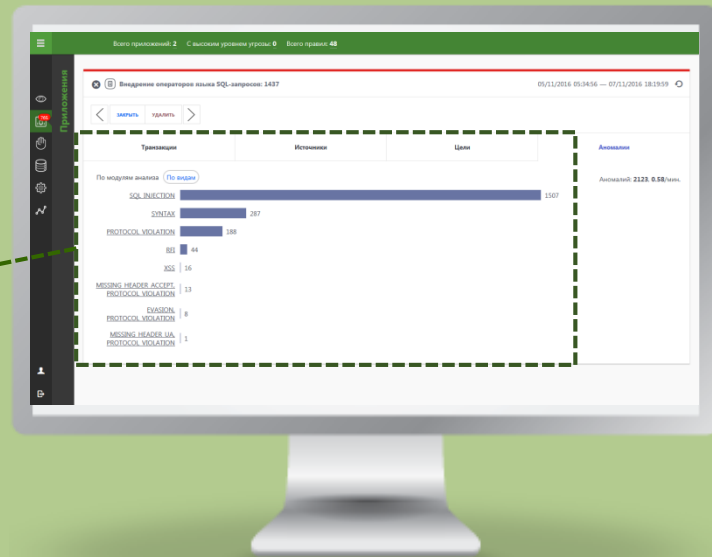 Всего приложений: 2 С высоким уровнем угрозы: 0 Всего правил: 48
Приложения
Внедрение операторов языка SQL-запросов: 1437
05/11/2016 05:34:56 — 07/11/2016 18:19:59
ЗАКРЫТЬ УДАЛИТЬ
Транзакции Источники Цели Аномалии
По модулям анализа По видам
Аномалий: 2123. 0.58/мин.
SQL INJECTION 1507
SYNTAX 287
PROTOCOL VIOLATION 188
RFI 44
XSS 16
MISSING HEADER ACCEPT,
PROTOCOL VIOLATION 13
EVASION,
PROTOCOL VIOLATION 8
MISSING HEADER UA,
PROTOCOL VIOLATION 1